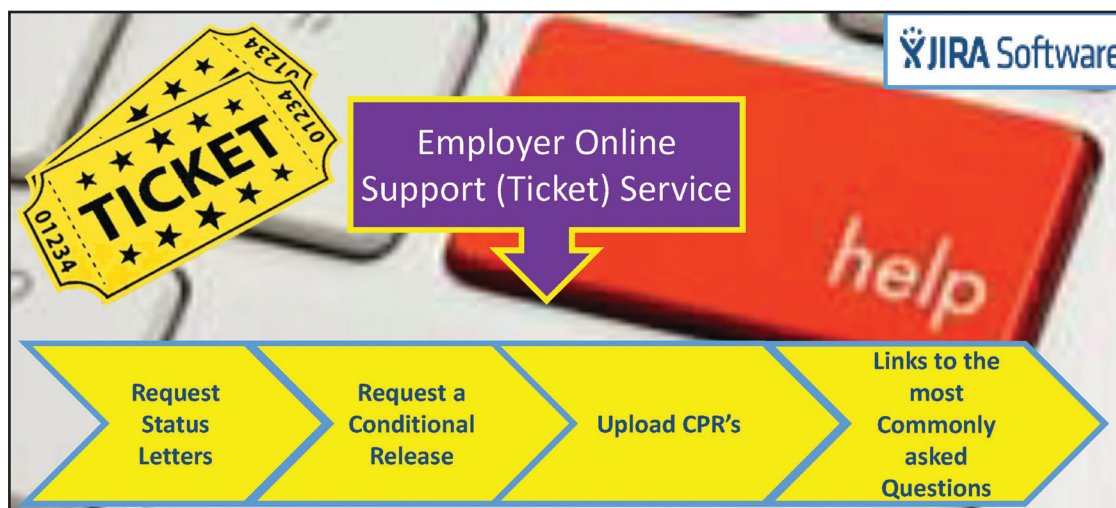 01234
01234
TICKET
01234
JIRA Software
Employer Online
Support (Ticket) Service
help
Request
Status
Letters
Request a
Conditional
Release
Upload CPR's
Links to the
most
Commonly
asked
Questions